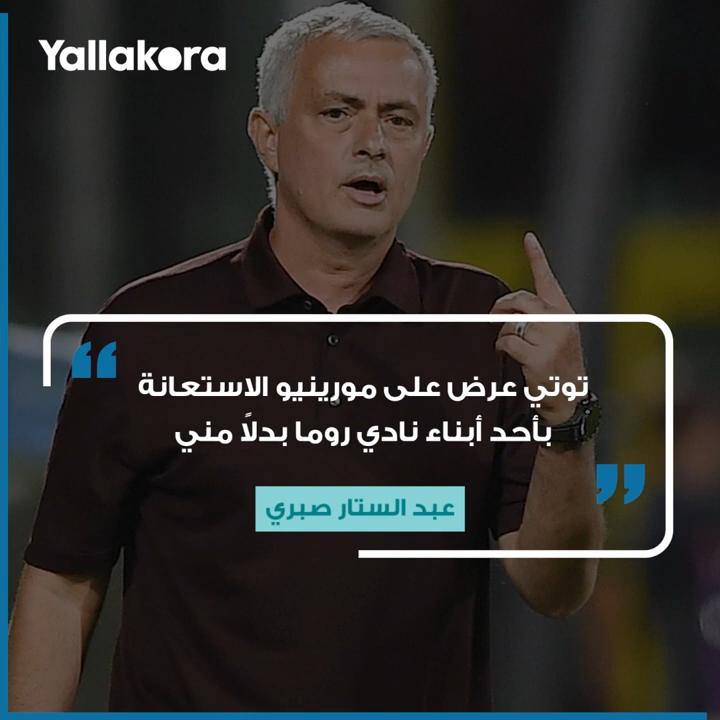 Yallakora
توتي عرض على مورينيو الاستعانة
بأحد أبناء نادي روما بدلاً مني
عبد الستار صبري